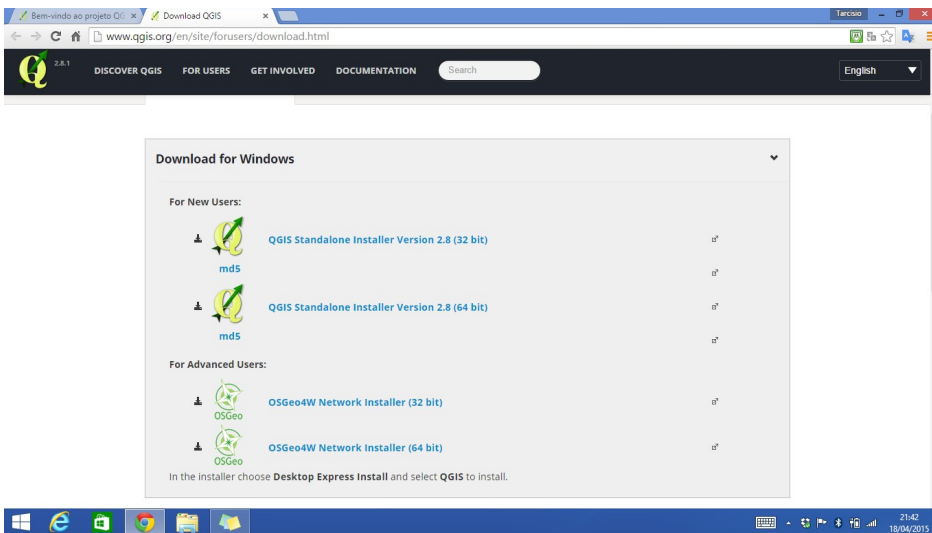 Bem-vindo ao projeto QG
Download QGIS
Tarcisio
www.qgis.org/en/site/forusers/download.html
2.8.1
DISCOVER QGIS FOR USERS GET INVOLVED DOCUMENTATION Search English
Download for Windows
For New Users:
QGIS Standalone Installer Version 2.8 (32 bit)
md5
QGIS Standalone Installer Version 2.8 (64 bit)
md5
For Advanced Users:
OSGeo4W Network Installer (32 bit)
OSGeo
OSGeo4W Network Installer (64 bit)
OSGeo
In the installer choose Desktop Express Install and select QGIS to install.
21:42
18/04/2015